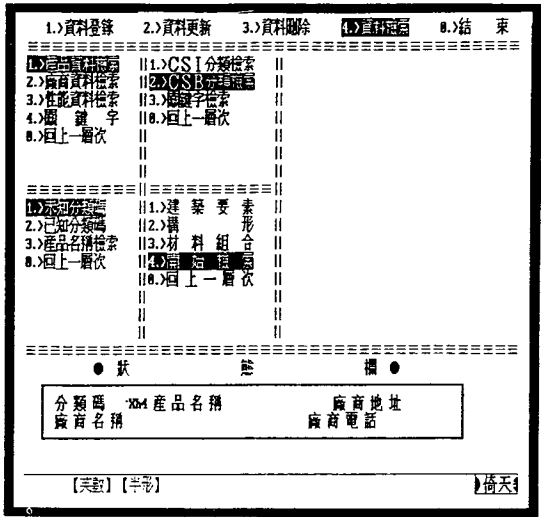 1.>資料登錄 2.>資料更新 3.>資料刪除 4.>資料檢索 0.>結 束
1.>產品資料檢索
2.>廠商資料檢索
3.>性能資料檢索
4.>關 鍵 字
0.>回上一層次
1.>CSI分類檢索
2.>CSB分類檢索
3.>關鍵字檢索
0.>回上一層次
1.>未知分類碼
2.>已知分類碼
3.>產品名稱檢索
0.>回上一層次
1.>建 築 要 素
2.>構 形
3.>材 料 組 合
4.>開 始 檢 索
0.>回 上 一 層 次
● 狀 態 欄 ●
分類碼 XM 產品名稱 廠商地址
廠商名稱 廠商電話
【英數】【半形】 倚天